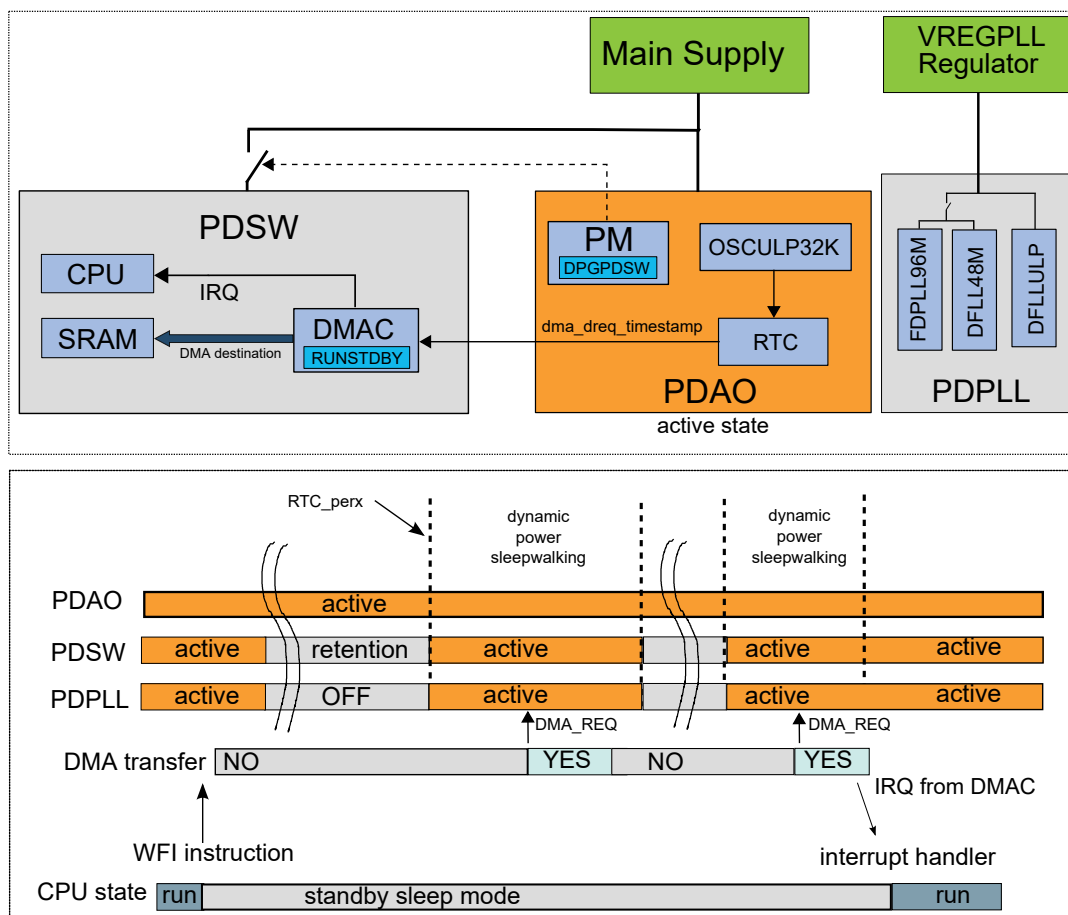 Main Supply
VREGPLL
Regulator
PDSW
CPU
IRQ
SRAM
DMA destination
DMAC
RUNSTDBY
dma_dreq_timestamp
PM
DPGPDSW
OSCULP32K
RTC
PDAO
active state
FDPLL96M
DFLL48M
DFLLULP
PDPLL
RTC_perx
dynamic
power
sleepwalking
dynamic
power
sleepwalking
PDAO
active
PDSW
active
retention
active
active
active
PDPLL
active
OFF
active
active
active
DMA_REQ
DMA_REQ
DMA transfer
NO
YES
NO
YES
IRQ from DMAC
WFI instruction
interrupt handler
CPU state
run
standby sleep mode
run